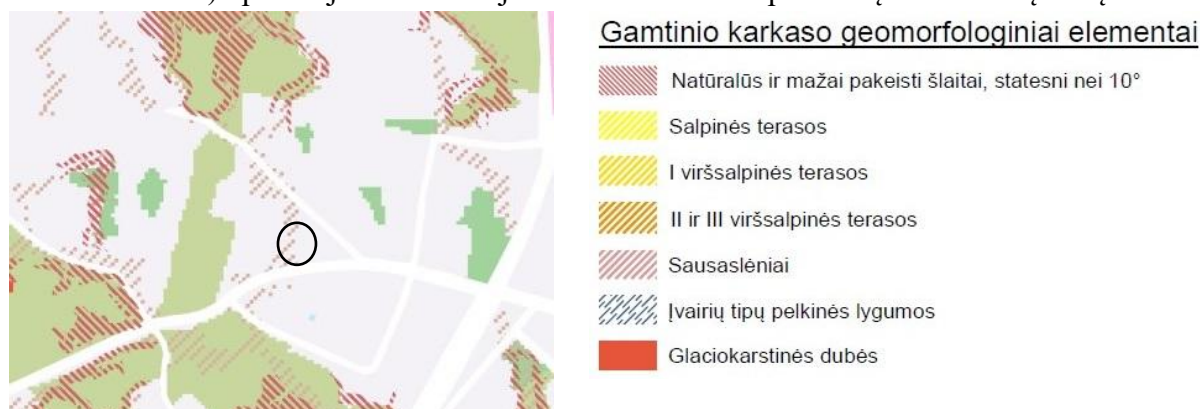 Gamtinio karkaso geomorfologiniai elementai
Natūralūs ir mažai pakeisti šlaitai, statesni nei 10°
Salpinės terasos
I viršsalpinės terasos
II ir III viršsalpinės terasos
Sausaslėniai
Įvairių tipų pelkinės lygumos
Glaciokarstinės dubės